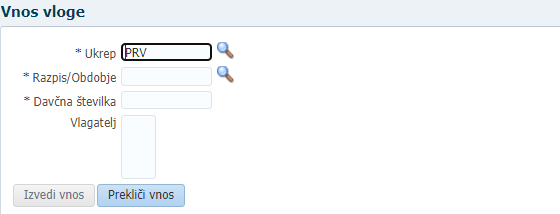 Vnos vloge
* Ukrep PRV
* Razpis/Obdobje
* Davčna številka
Vlagatelj
Izvedi vnos Prekliči vnos